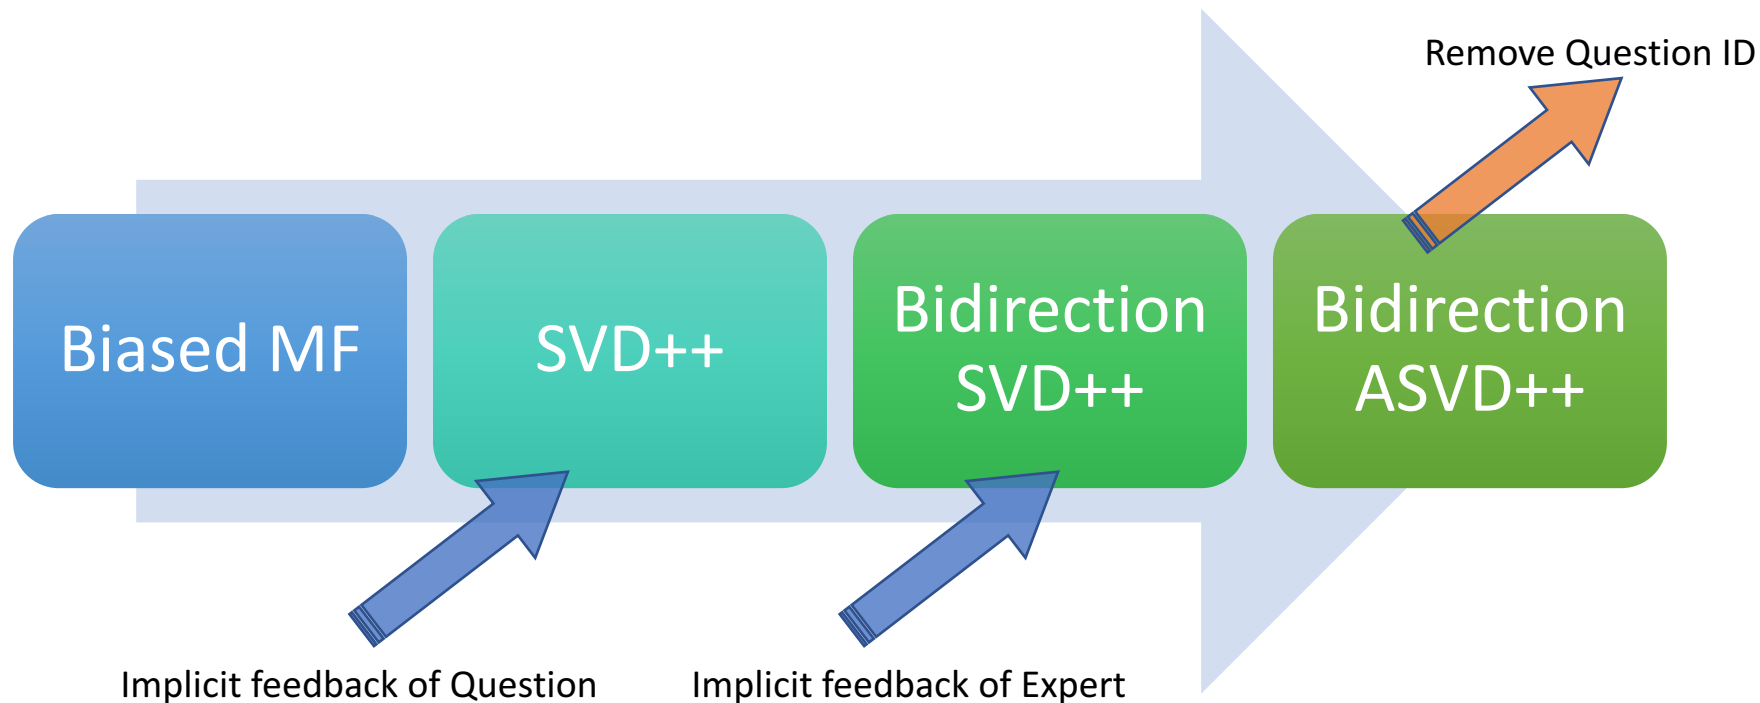 Remove Question ID
Biased MF
SVD++
Bidirection
SVD++
Bidirection
ASVD++
Implicit feedback of Question
Implicit feedback of Expert